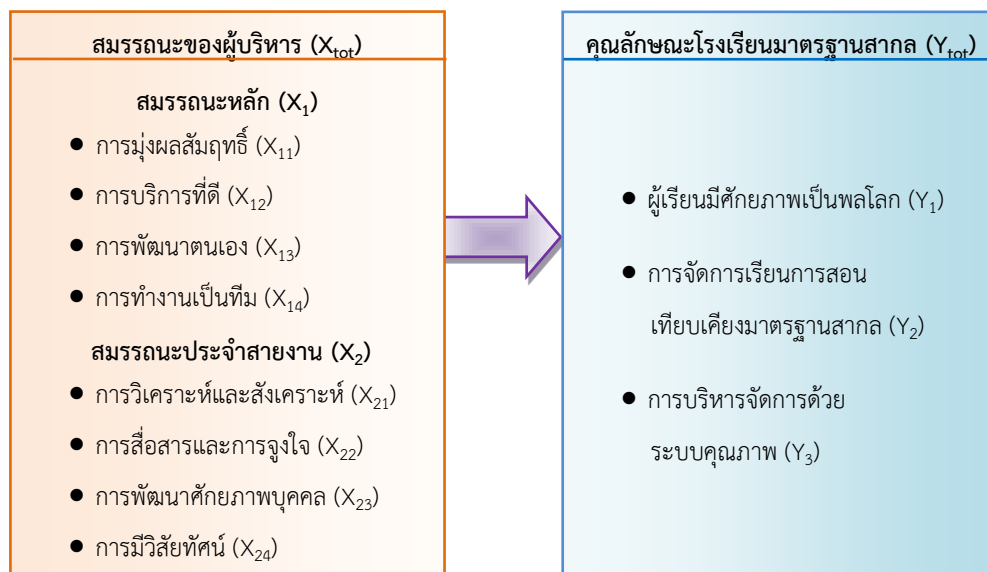 สมรรถนะของผู้บริหาร (X_tot)
สมรรถนะหลัก (X₁)
● การมุ่งผลสัมฤทธิ์ (X₁₁)
● การบริการที่ดี (X₁₂)
● การพัฒนาตนเอง (X₁₃)
● การทำงานเป็นทีม (X₁₄)
สมรรถนะประจำสายงาน (X₂)
● การวิเคราะห์และสังเคราะห์ (X₂₁)
● การสื่อสารและการจูงใจ (X₂₂)
● การพัฒนาศักยภาพบุคคล (X₂₃)
● การมีวิสัยทัศน์ (X₂₄)
คุณลักษณะโรงเรียนมาตรฐานสากล (Y_tot)
● ผู้เรียนมีศักยภาพเป็นพลโลก (Y₁)
● การจัดการเรียนการสอน
เทียบเคียงมาตรฐานสากล (Y₂)
● การบริหารจัดการด้วย
ระบบคุณภาพ (Y₃)